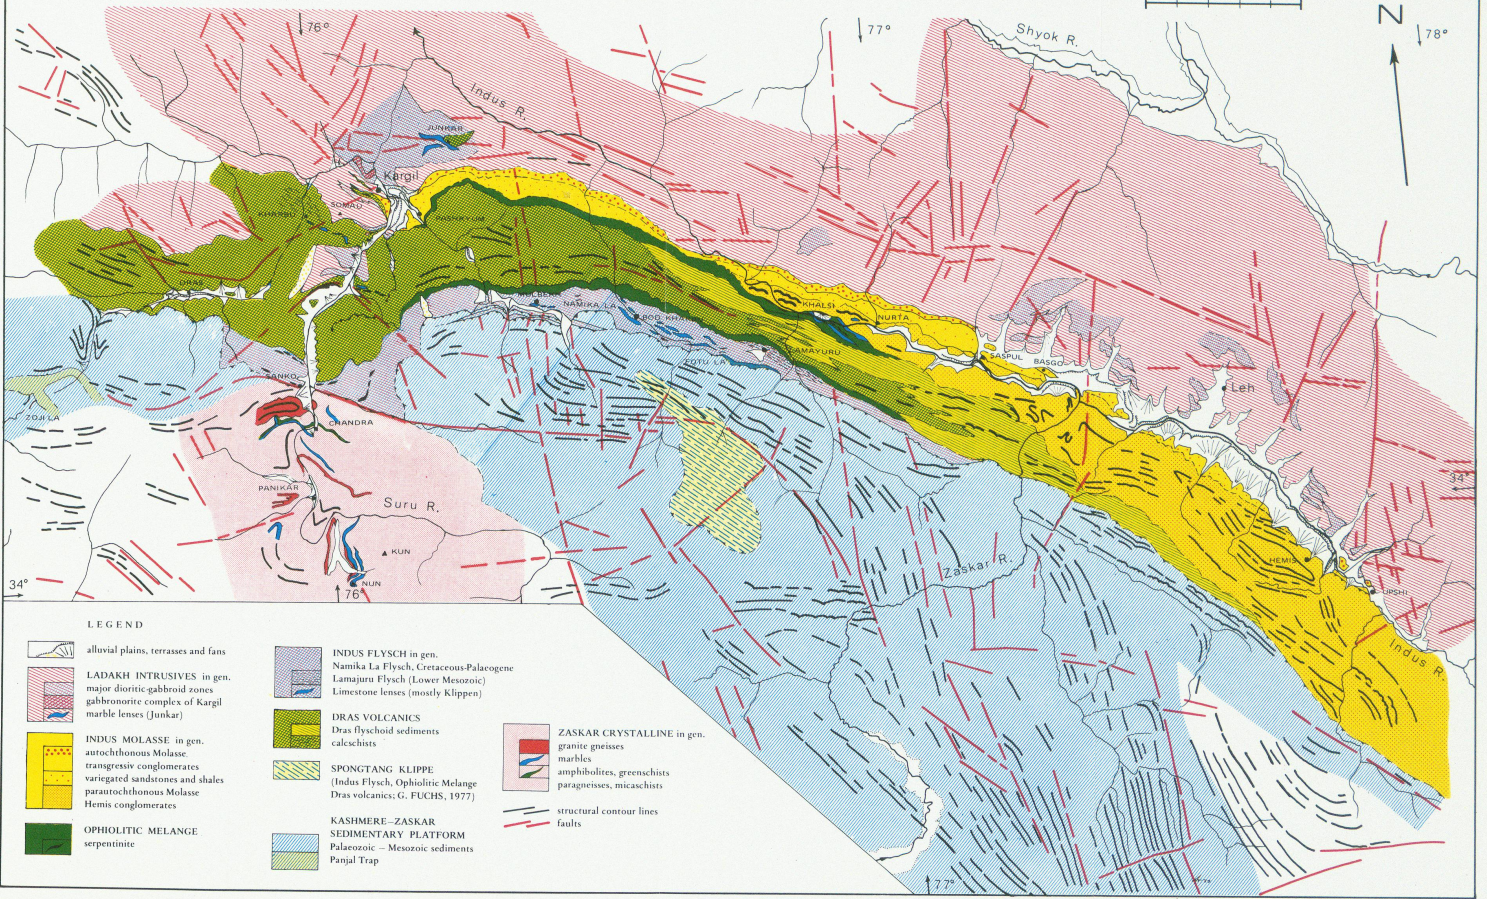 76°
77°
Shyok R.
N
78°
Indus R.
JUNKAR
Kargil
SOMAU
KHARBU
PASHKYUM
DRAS
MULBEKH
NAMIKA LA
BOD KHARBU
KHALSI
NURTA
LAMAYURU
FOTU LA
SASPUL
BASGO
Leh
SANKO
CHANDRA
ZOJI LA
PANIKAR
Suru R.
KUN
NUN
34°
Zaskar R.
HEMIS
UPSHI
Indus R.
34°
76°
77°
LEGEND
alluvial plains, terrasses and fans
LADAKH INTRUSIVES in gen.
major dioritic-gabbroid zones
gabbronorite complex of Kargil
marble lenses (Junkar)
INDUS MOLASSE in gen.
autochthonous Molasse
transgressiv conglomerates
variegated sandstones and shales
parautochthonous Molasse
Hemis conglomerates
OPHIOLITIC MELANGE
serpentinite
INDUS FLYSCH in gen.
Namika La Flysch, Cretaceous-Palaeogene
Lamajuru Flysch (Lower Mesozoic)
Limestone lenses (mostly Klippen)
DRAS VOLCANICS
Dras flyschoid sediments
calcschists
SPONGTANG KLIPPE
(Indus Flysch, Ophiolitic Melange
Dras volcanics; G. FUCHS, 1977)
KASHMERE–ZASKAR
SEDIMENTARY PLATFORM
Palaeozoic – Mesozoic sediments
Panjal Trap
ZASKAR CRYSTALLINE in gen.
granite gneisses
marbles
amphibolites, greenschists
paragneisses, micaschists
structural contour lines
faults